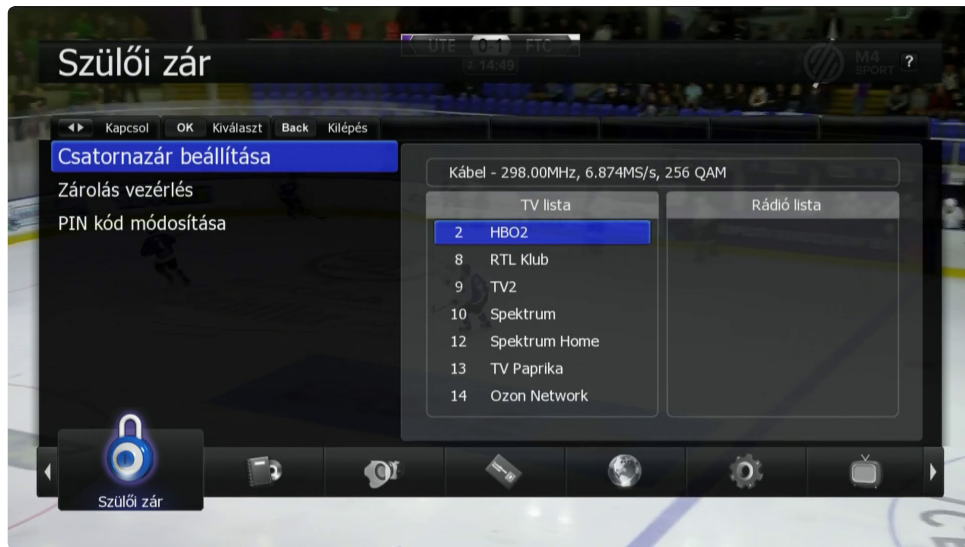 Szülői zár
UTE 0-1 FTC
2. 14:49
M4
SPORT
?
Kapcsol OK Kiválaszt Back Kilépés
Csatornazár beállítása
Zárolás vezérlés
PIN kód módosítása
Kábel - 298.00MHz, 6.874MS/s, 256 QAM
TV lista
Rádió lista
2 HBO2
8 RTL Klub
9 TV2
10 Spektrum
12 Spektrum Home
13 TV Paprika
14 Ozon Network
Szülői zár